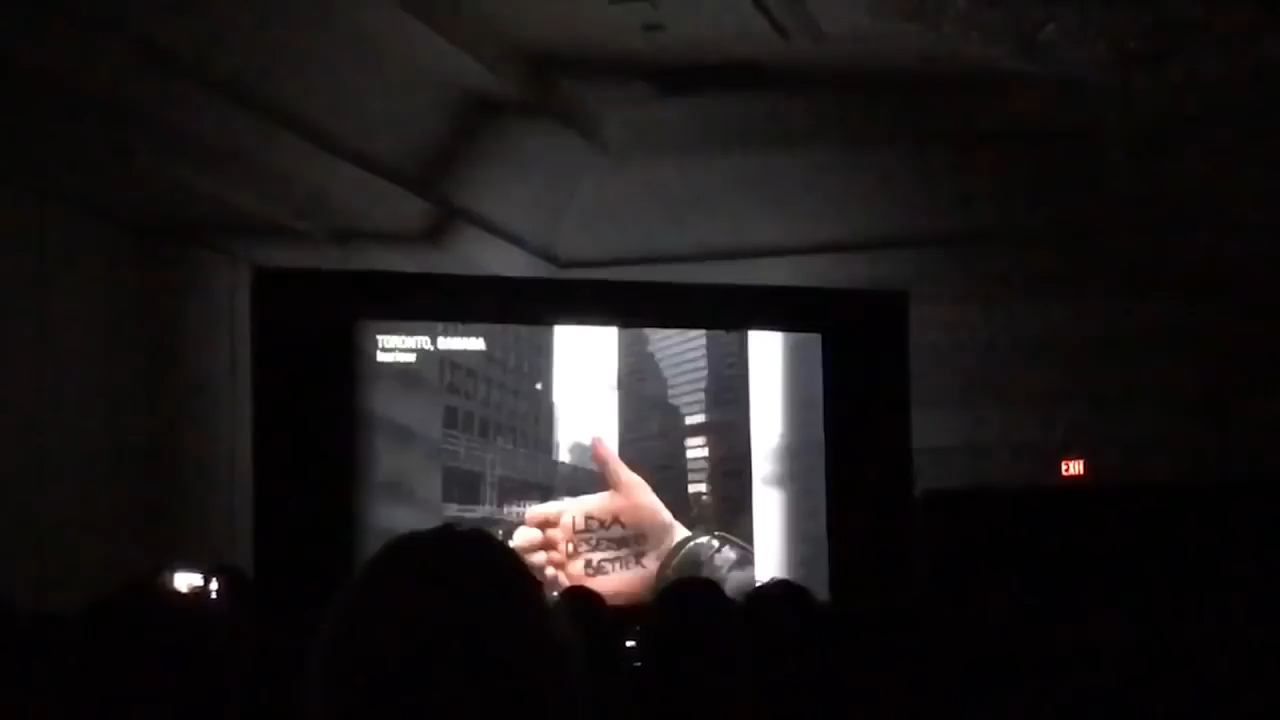 TORONTO, CANADA
LEXA
DESERVED
BETTER
EXIT